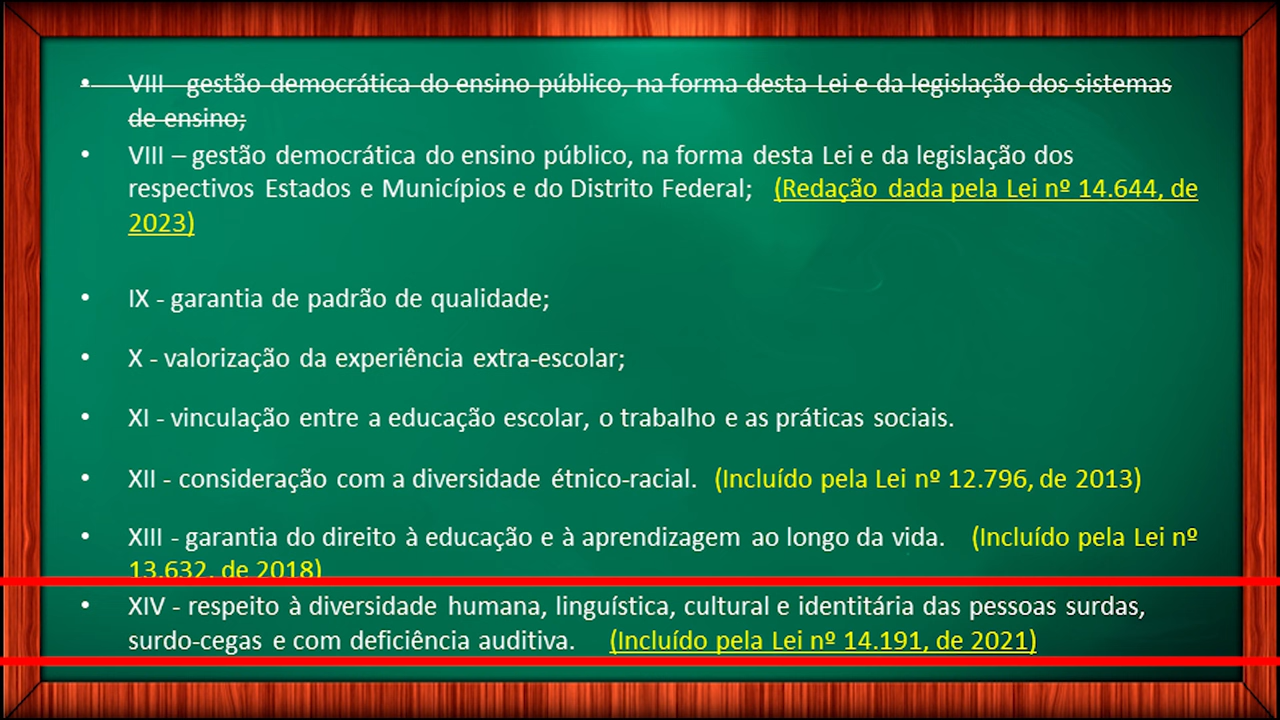 • VIII - gestão democrática do ensino público, na forma desta Lei e da legislação dos sistemas
de ensino;
• VIII – gestão democrática do ensino público, na forma desta Lei e da legislação dos
respectivos Estados e Municípios e do Distrito Federal; (Redação dada pela Lei nº 14.644, de
2023)
• IX - garantia de padrão de qualidade;
• X - valorização da experiência extra-escolar;
• XI - vinculação entre a educação escolar, o trabalho e as práticas sociais.
• XII - consideração com a diversidade étnico-racial. (Incluído pela Lei nº 12.796, de 2013)
• XIII - garantia do direito à educação e à aprendizagem ao longo da vida. (Incluído pela Lei nº
13.632, de 2018)
• XIV - respeito à diversidade humana, linguística, cultural e identitária das pessoas surdas,
surdo-cegas e com deficiência auditiva. (Incluído pela Lei nº 14.191, de 2021)